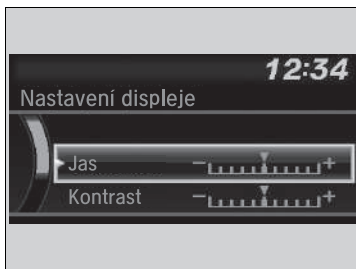 12:34
Nastavení displeje
Jas − +
Kontrast − +